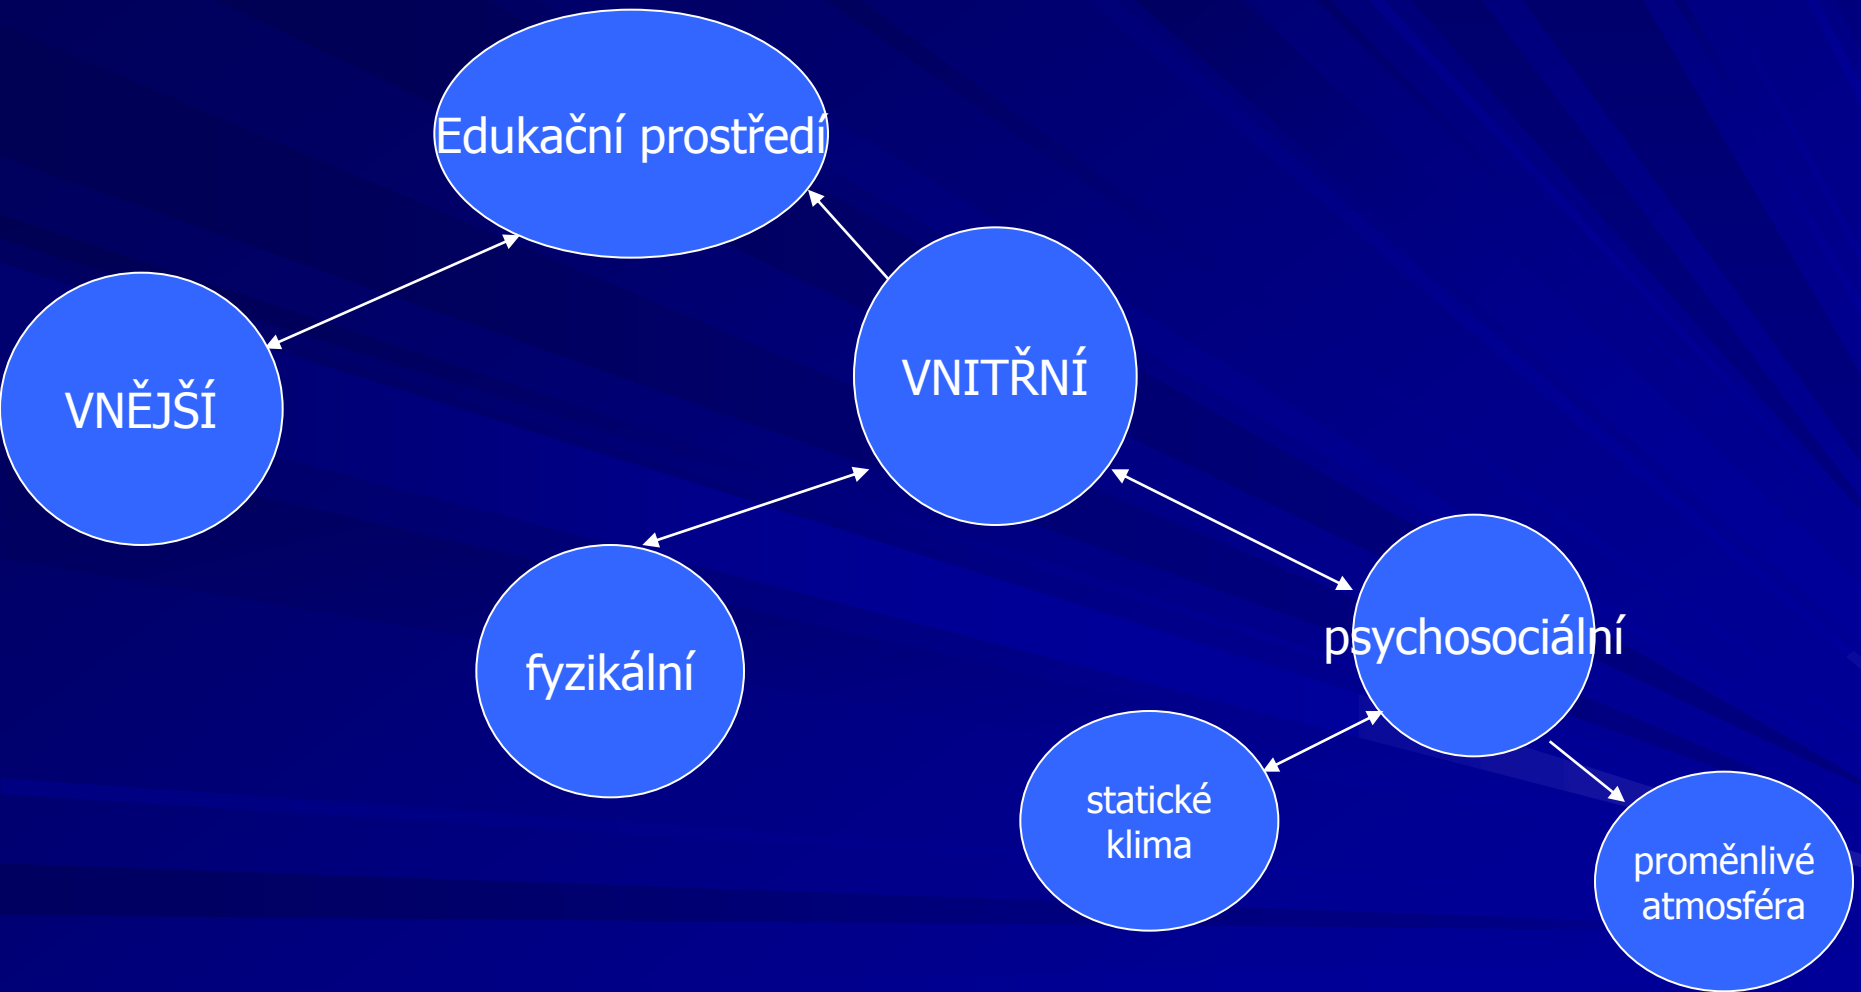 Edukační prostředí
VNITŘNÍ
VNĚJŠÍ
fyzikální
psychosociální
statické
klima
proměnlivé
atmosféra